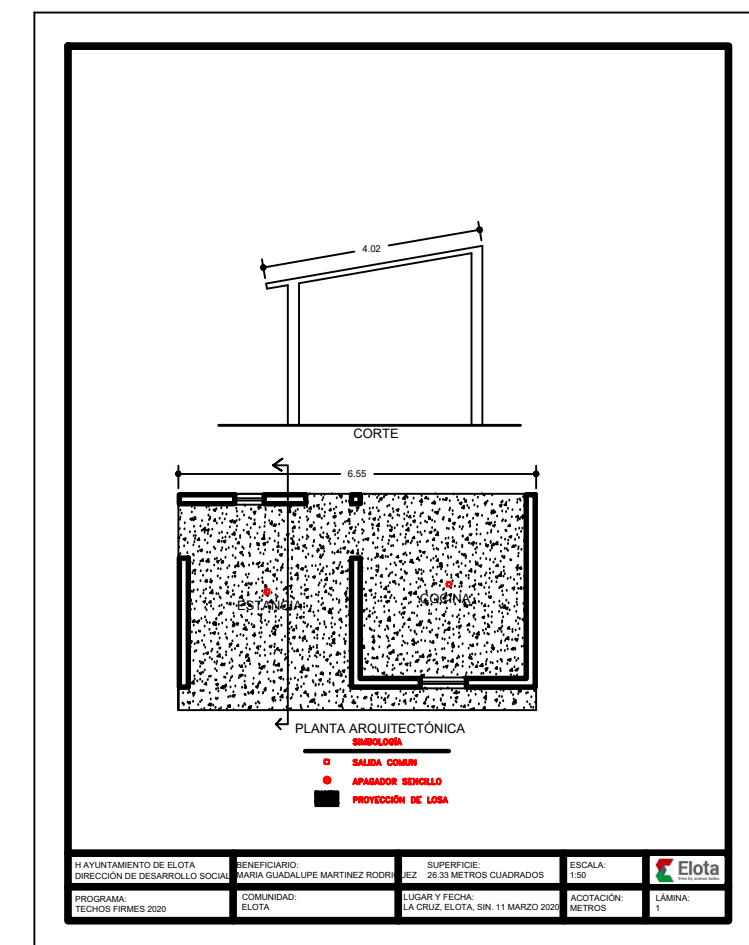 4.02
CORTE
6.55
ESTANCIA
COCINA
PLANTA ARQUITECTÓNICA
SIMBOLOGÍA
SALIDA COMUN
APAGADOR SENCILLO
PROYECCIÓN DE LOSA
H AYUNTAMIENTO DE ELOTA
DIRECCIÓN DE DESARROLLO SOCIAL
BENEFICIARIO:
MARIA GUADALUPE MARTINEZ RODRIGUEZ
SUPERFICIE:
26.33 METROS CUADRADOS
ESCALA:
1:50
Elota
PROGRAMA:
TECHOS FIRMES 2020
COMUNIDAD:
ELOTA
LUGAR Y FECHA:
LA CRUZ, ELOTA, SIN. 11 MARZO 2020
ACOTACIÓN:
METROS
LÁMINA:
1